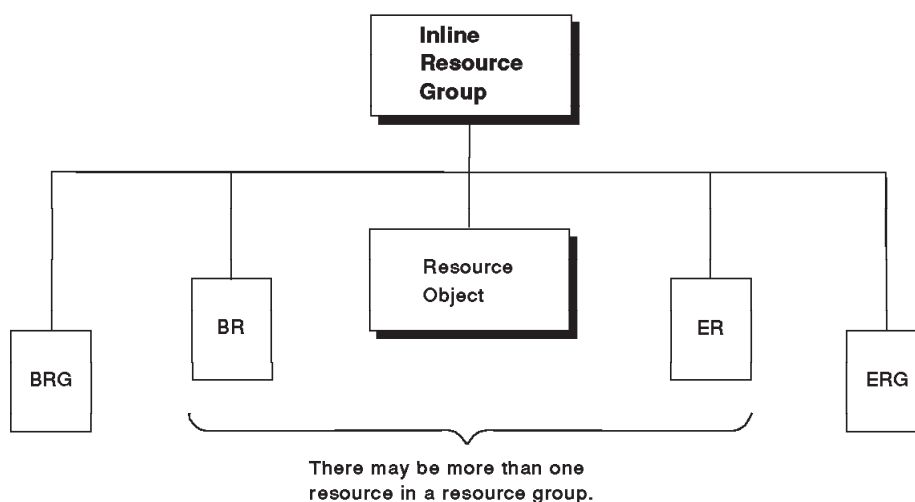 Inline
Resource
Group
Resource
Object
BR
ER
BRG
ERG
There may be more than one
resource in a resource group.